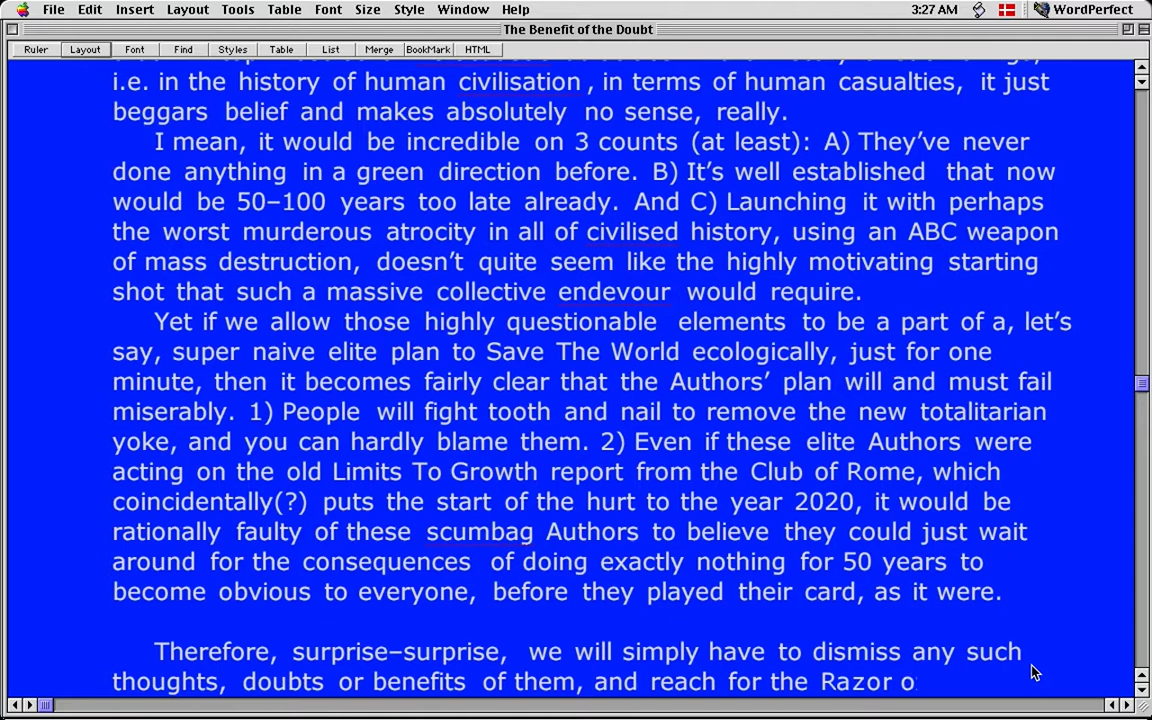 File Edit Insert Layout Tools Table Font Size Style Window Help 3:27 AM WordPerfect
The Benefit of the Doubt
Ruler Layout Font Find Styles Table List Merge BookMark HTML
i.e. in the history of human civilisation , in terms of human casualties, it just
beggars belief and makes absolutely no sense, really.
I mean, it would be incredible on 3 counts (at least): A) They’ve never
done anything in a green direction before. B) It’s well established that now
would be 50–100 years too late already. And C) Launching it with perhaps
the worst murderous atrocity in all of civilised history, using an ABC weapon
of mass destruction, doesn’t quite seem like the highly motivating starting
shot that such a massive collective endevour would require.
Yet if we allow those highly questionable elements to be a part of a, let’s
say, super naive elite plan to Save The World ecologically, just for one
minute, then it becomes fairly clear that the Authors’ plan will and must fail
miserably. 1) People will fight tooth and nail to remove the new totalitarian
yoke, and you can hardly blame them. 2) Even if these elite Authors were
acting on the old Limits To Growth report from the Club of Rome, which
coincidentally(?) puts the start of the hurt to the year 2020, it would be
rationally faulty of these scumbag Authors to believe they could just wait
around for the consequences of doing exactly nothing for 50 years to
become obvious to everyone, before they played their card, as it were.
Therefore, surprise–surprise, we will simply have to dismiss any such
thoughts, doubts or benefits of them, and reach for the Razor o